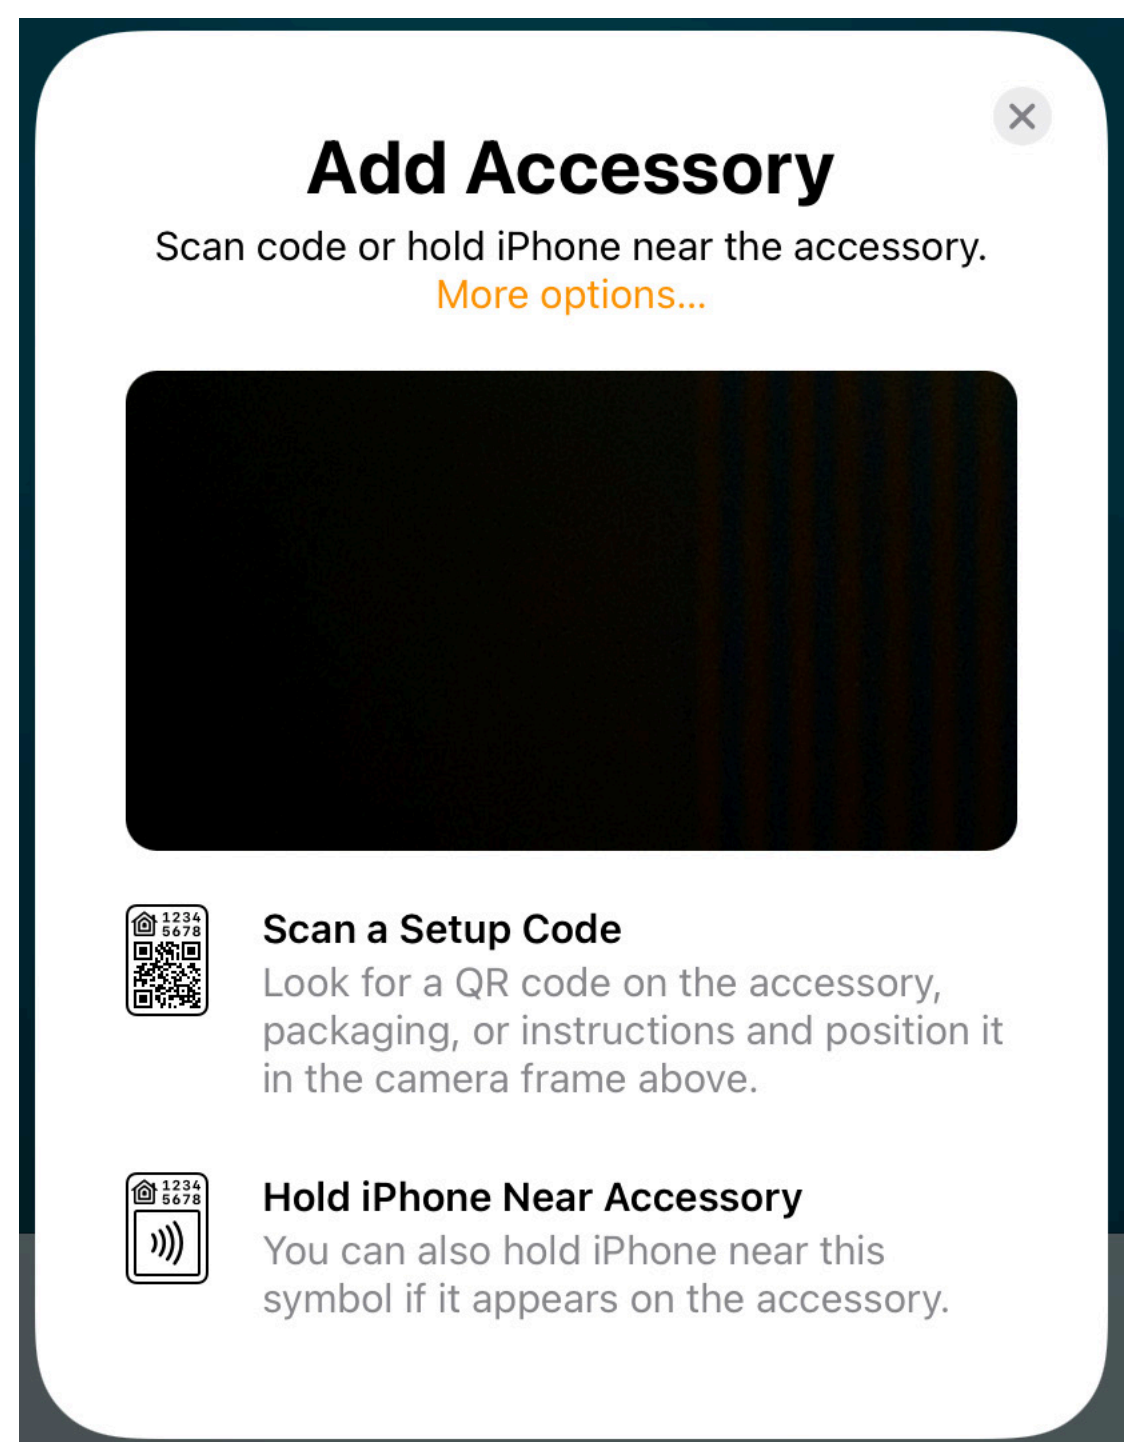 Add Accessory
Scan code or hold iPhone near the accessory.
More options...
1234
5678
Scan a Setup Code
Look for a QR code on the accessory,
packaging, or instructions and position it
in the camera frame above.
1234
5678
Hold iPhone Near Accessory
You can also hold iPhone near this
symbol if it appears on the accessory.